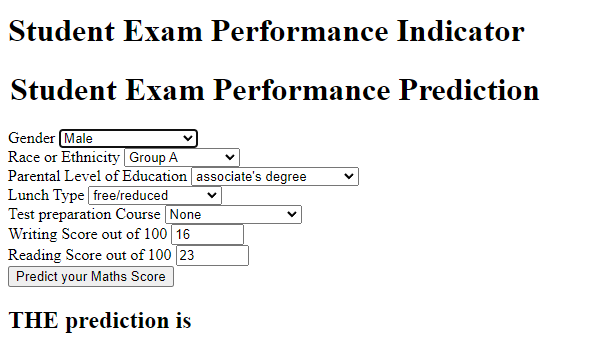 Student Exam Performance Indicator
Student Exam Performance Prediction
Gender Male
Race or Ethnicity Group A
Parental Level of Education associate's degree
Lunch Type free/reduced
Test preparation Course None
Writing Score out of 100 16
Reading Score out of 100 23
Predict your Maths Score
THE prediction is